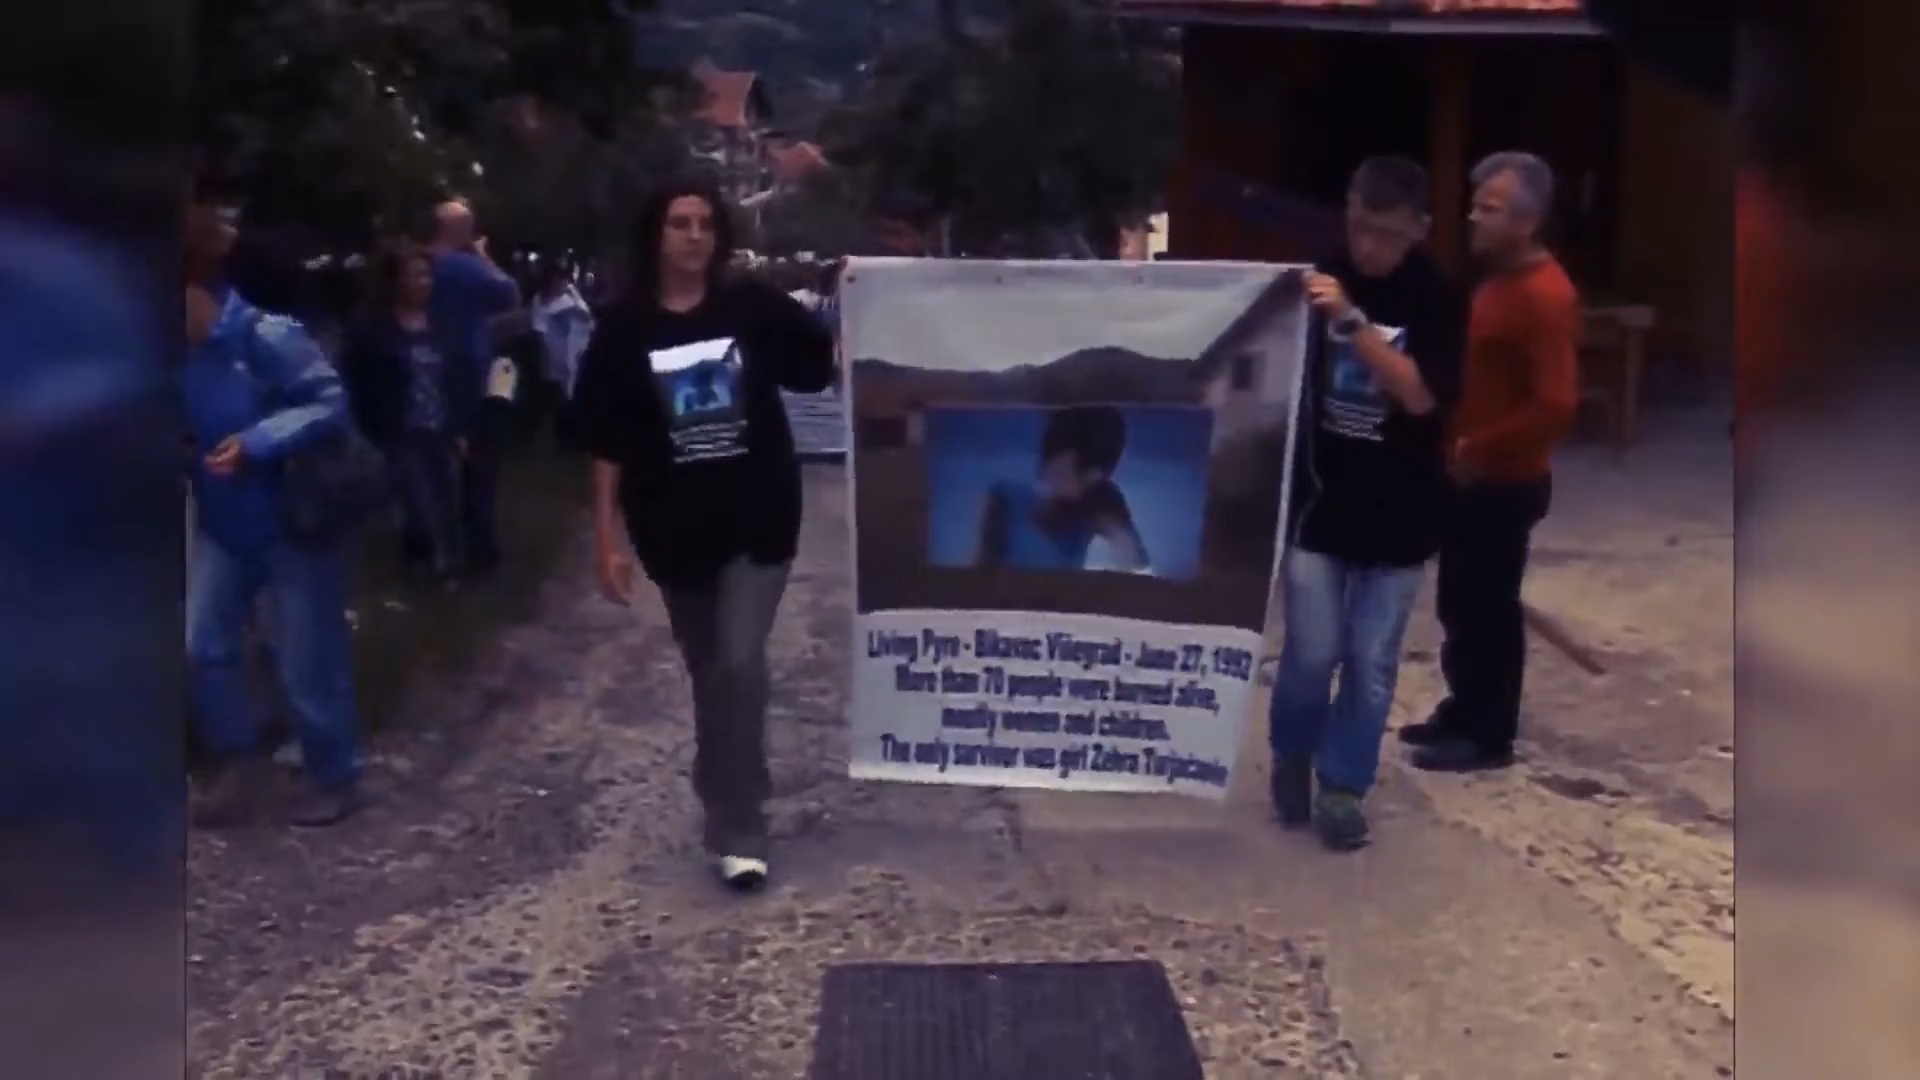 Living Pyre - Bikavac Višegrad - June 27, 1992
More than 70 people were burned alive,
mostly women and children.
The only survivor was girl Zehra Turjačanin